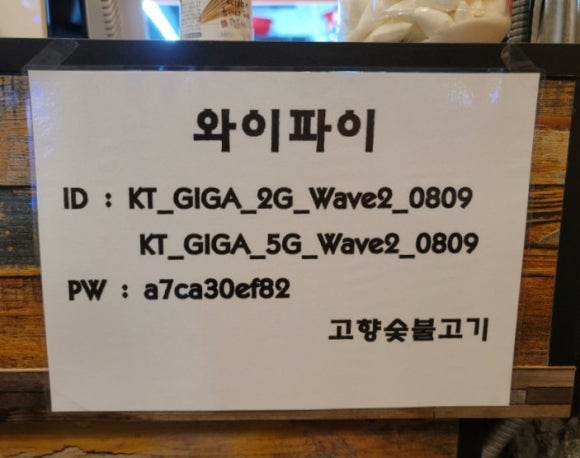 와이파이
ID : KT_GIGA_2G_Wave2_0809
KT_GIGA_5G_Wave2_0809
PW : a7ca30ef82
고향숯불고기